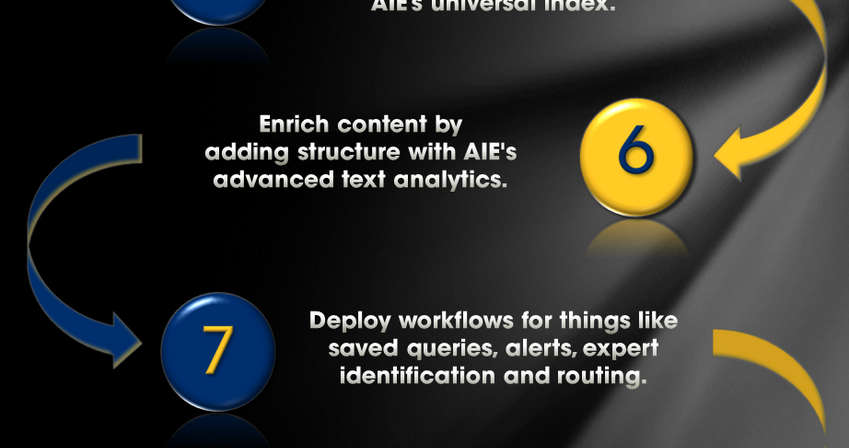 AIE's universal index.
Enrich content by
adding structure with AIE's
advanced text analytics.
6
7
Deploy workflows for things like
saved queries, alerts, expert
identification and routing.